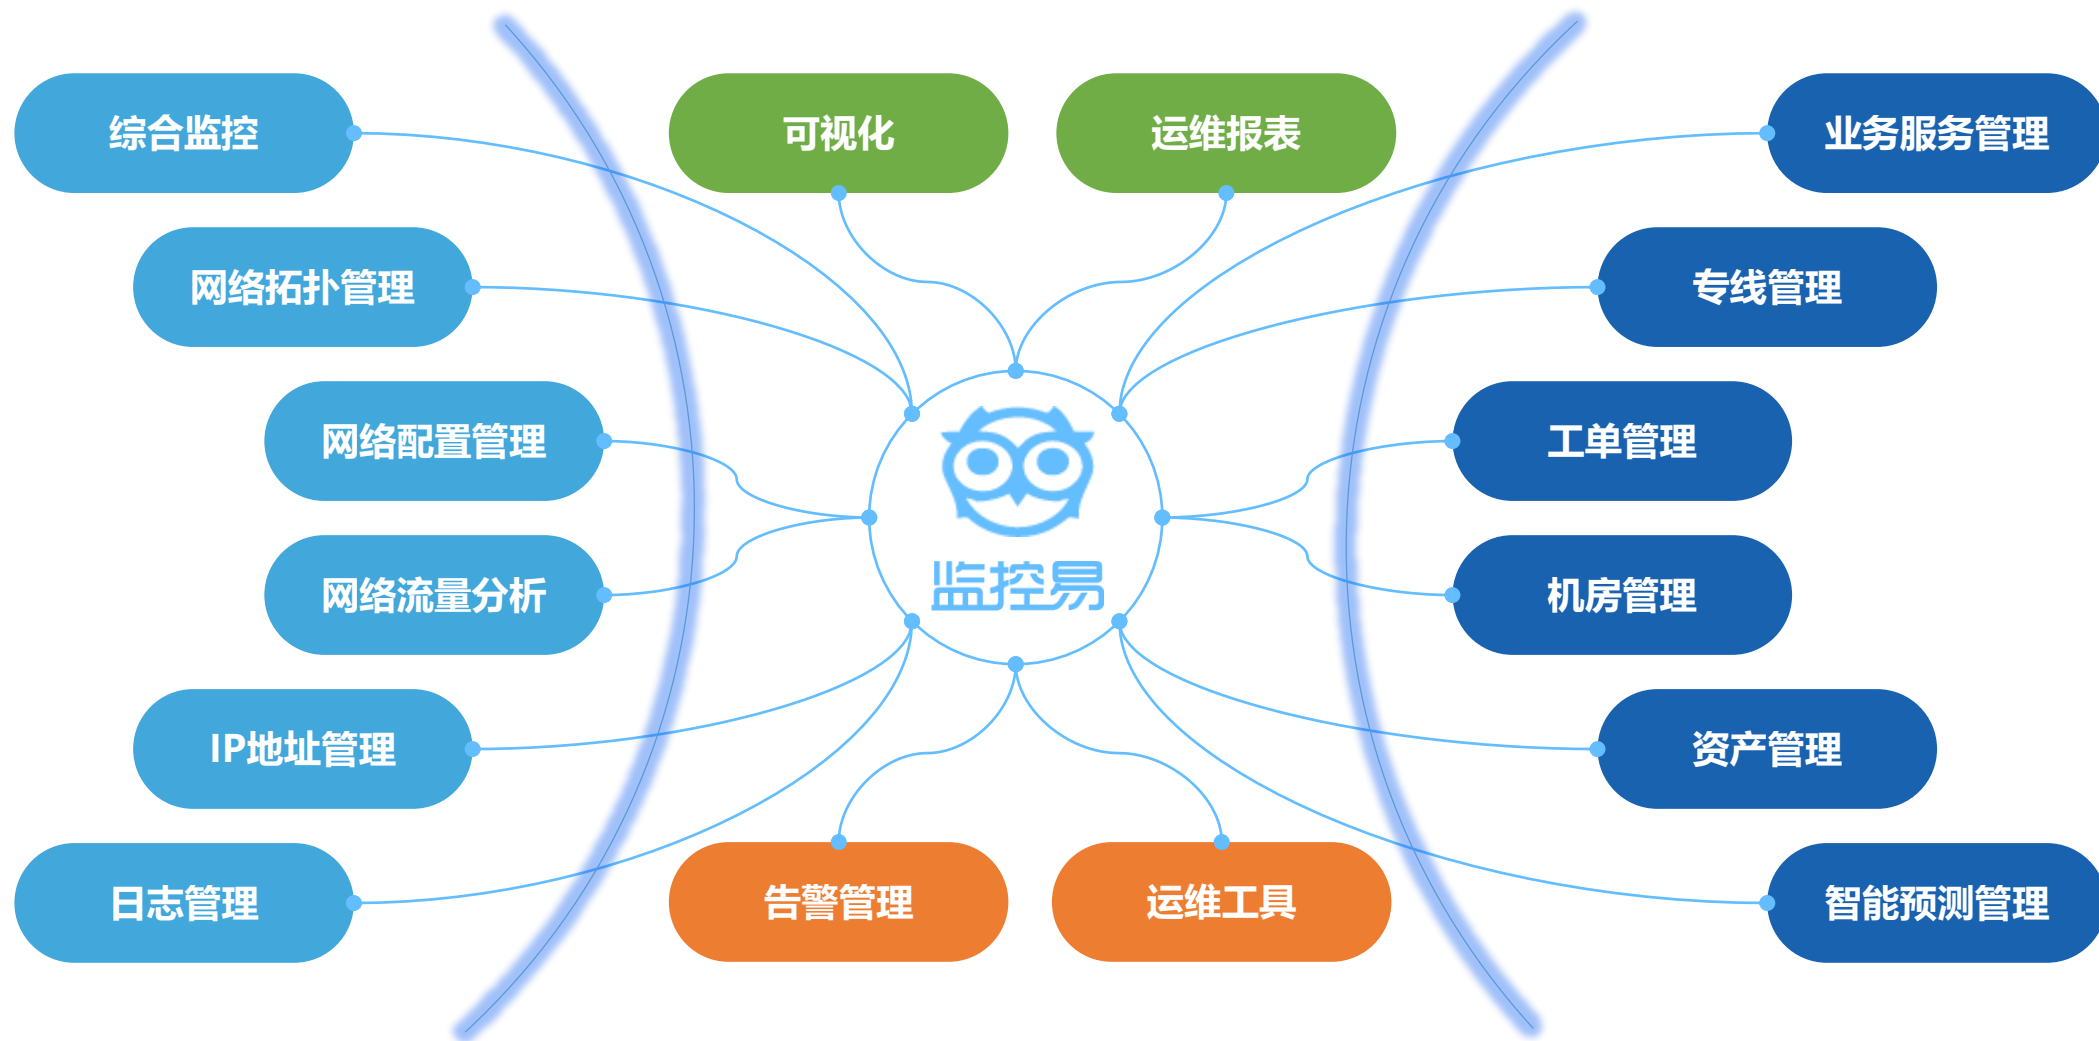 综合监控
可视化
运维报表
业务服务管理
网络拓扑管理
专线管理
网络配置管理
工单管理
监控易
网络流量分析
机房管理
IP地址管理
资产管理
日志管理
告警管理
运维工具
智能预测管理